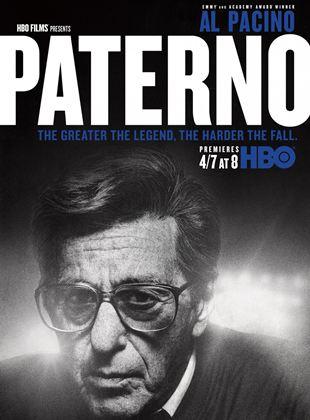 HBO FILMS PRESENTS
EMMY AND ACADEMY AWARD WINNER
AL PACINO
PATERNO
THE GREATER THE LEGEND, THE HARDER THE FALL.
PREMIERES
4/7 AT 8 HBO